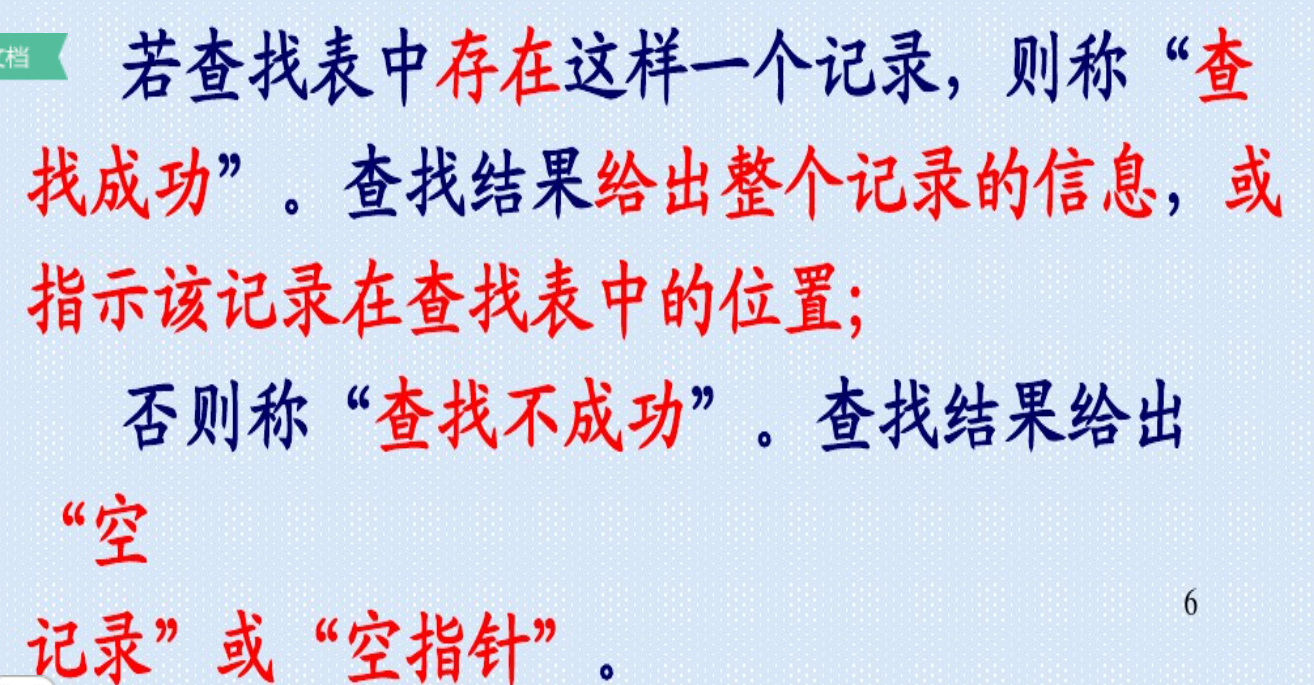 文档
若查找表中存在这样一个记录，则称“查
找成功”。查找结果给出整个记录的信息，或
指示该记录在查找表中的位置；
否则称“查找不成功”。查找结果给出
“空
6
记录”或“空指针”。